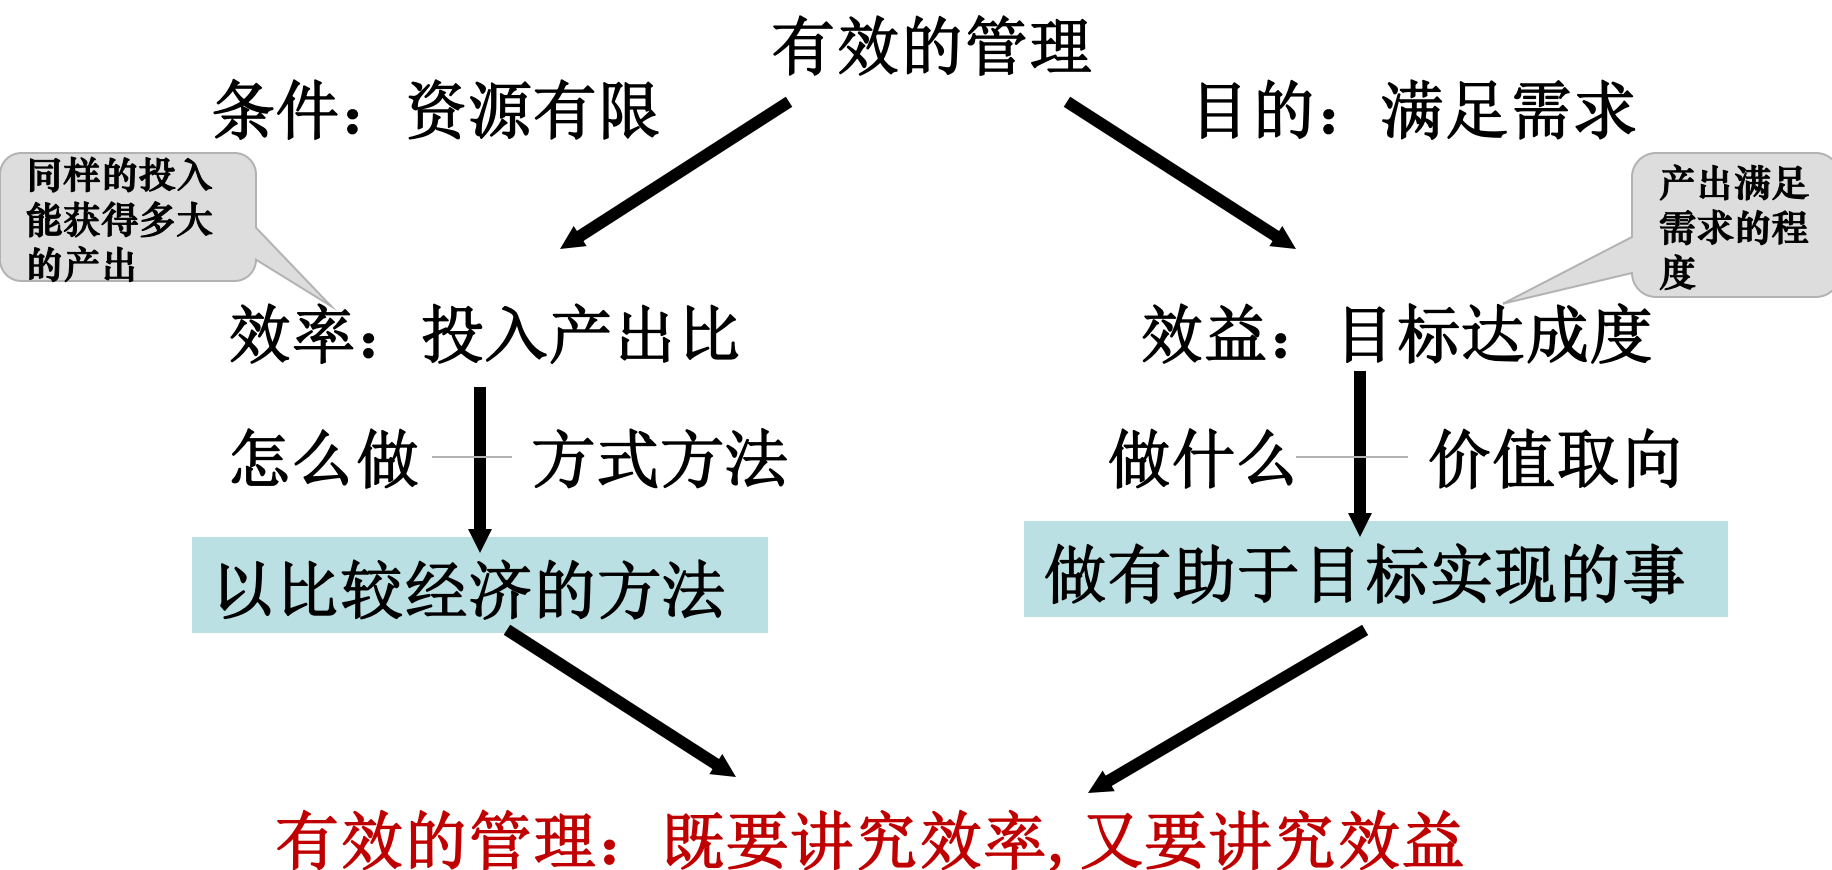 有效的管理
条件：资源有限
目的：满足需求
同样的投入
能获得多大
的产出
产出满足
需求的程
度
效率：投入产出比
效益：目标达成度
怎么做
方式方法
做什么
价值取向
以比较经济的方法
做有助于目标实现的事
有效的管理：既要讲究效率,又要讲究效益